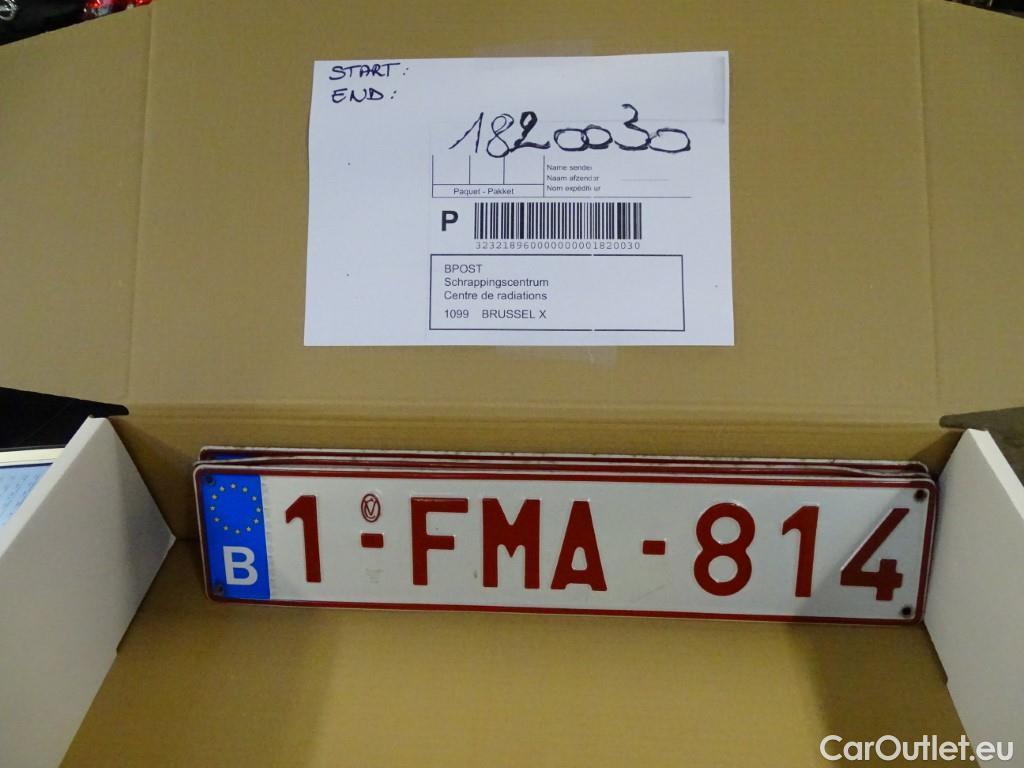 START:
END:
1820030
Name sender
Naam afzender
Nom expéditeur
Paquet - Pakket
P
323218960000000001820030
BPOST
Schrappingscentrum
Centre de radiations
1099 BRUSSEL X
B 1-FMA-814
CarOutlet.eu